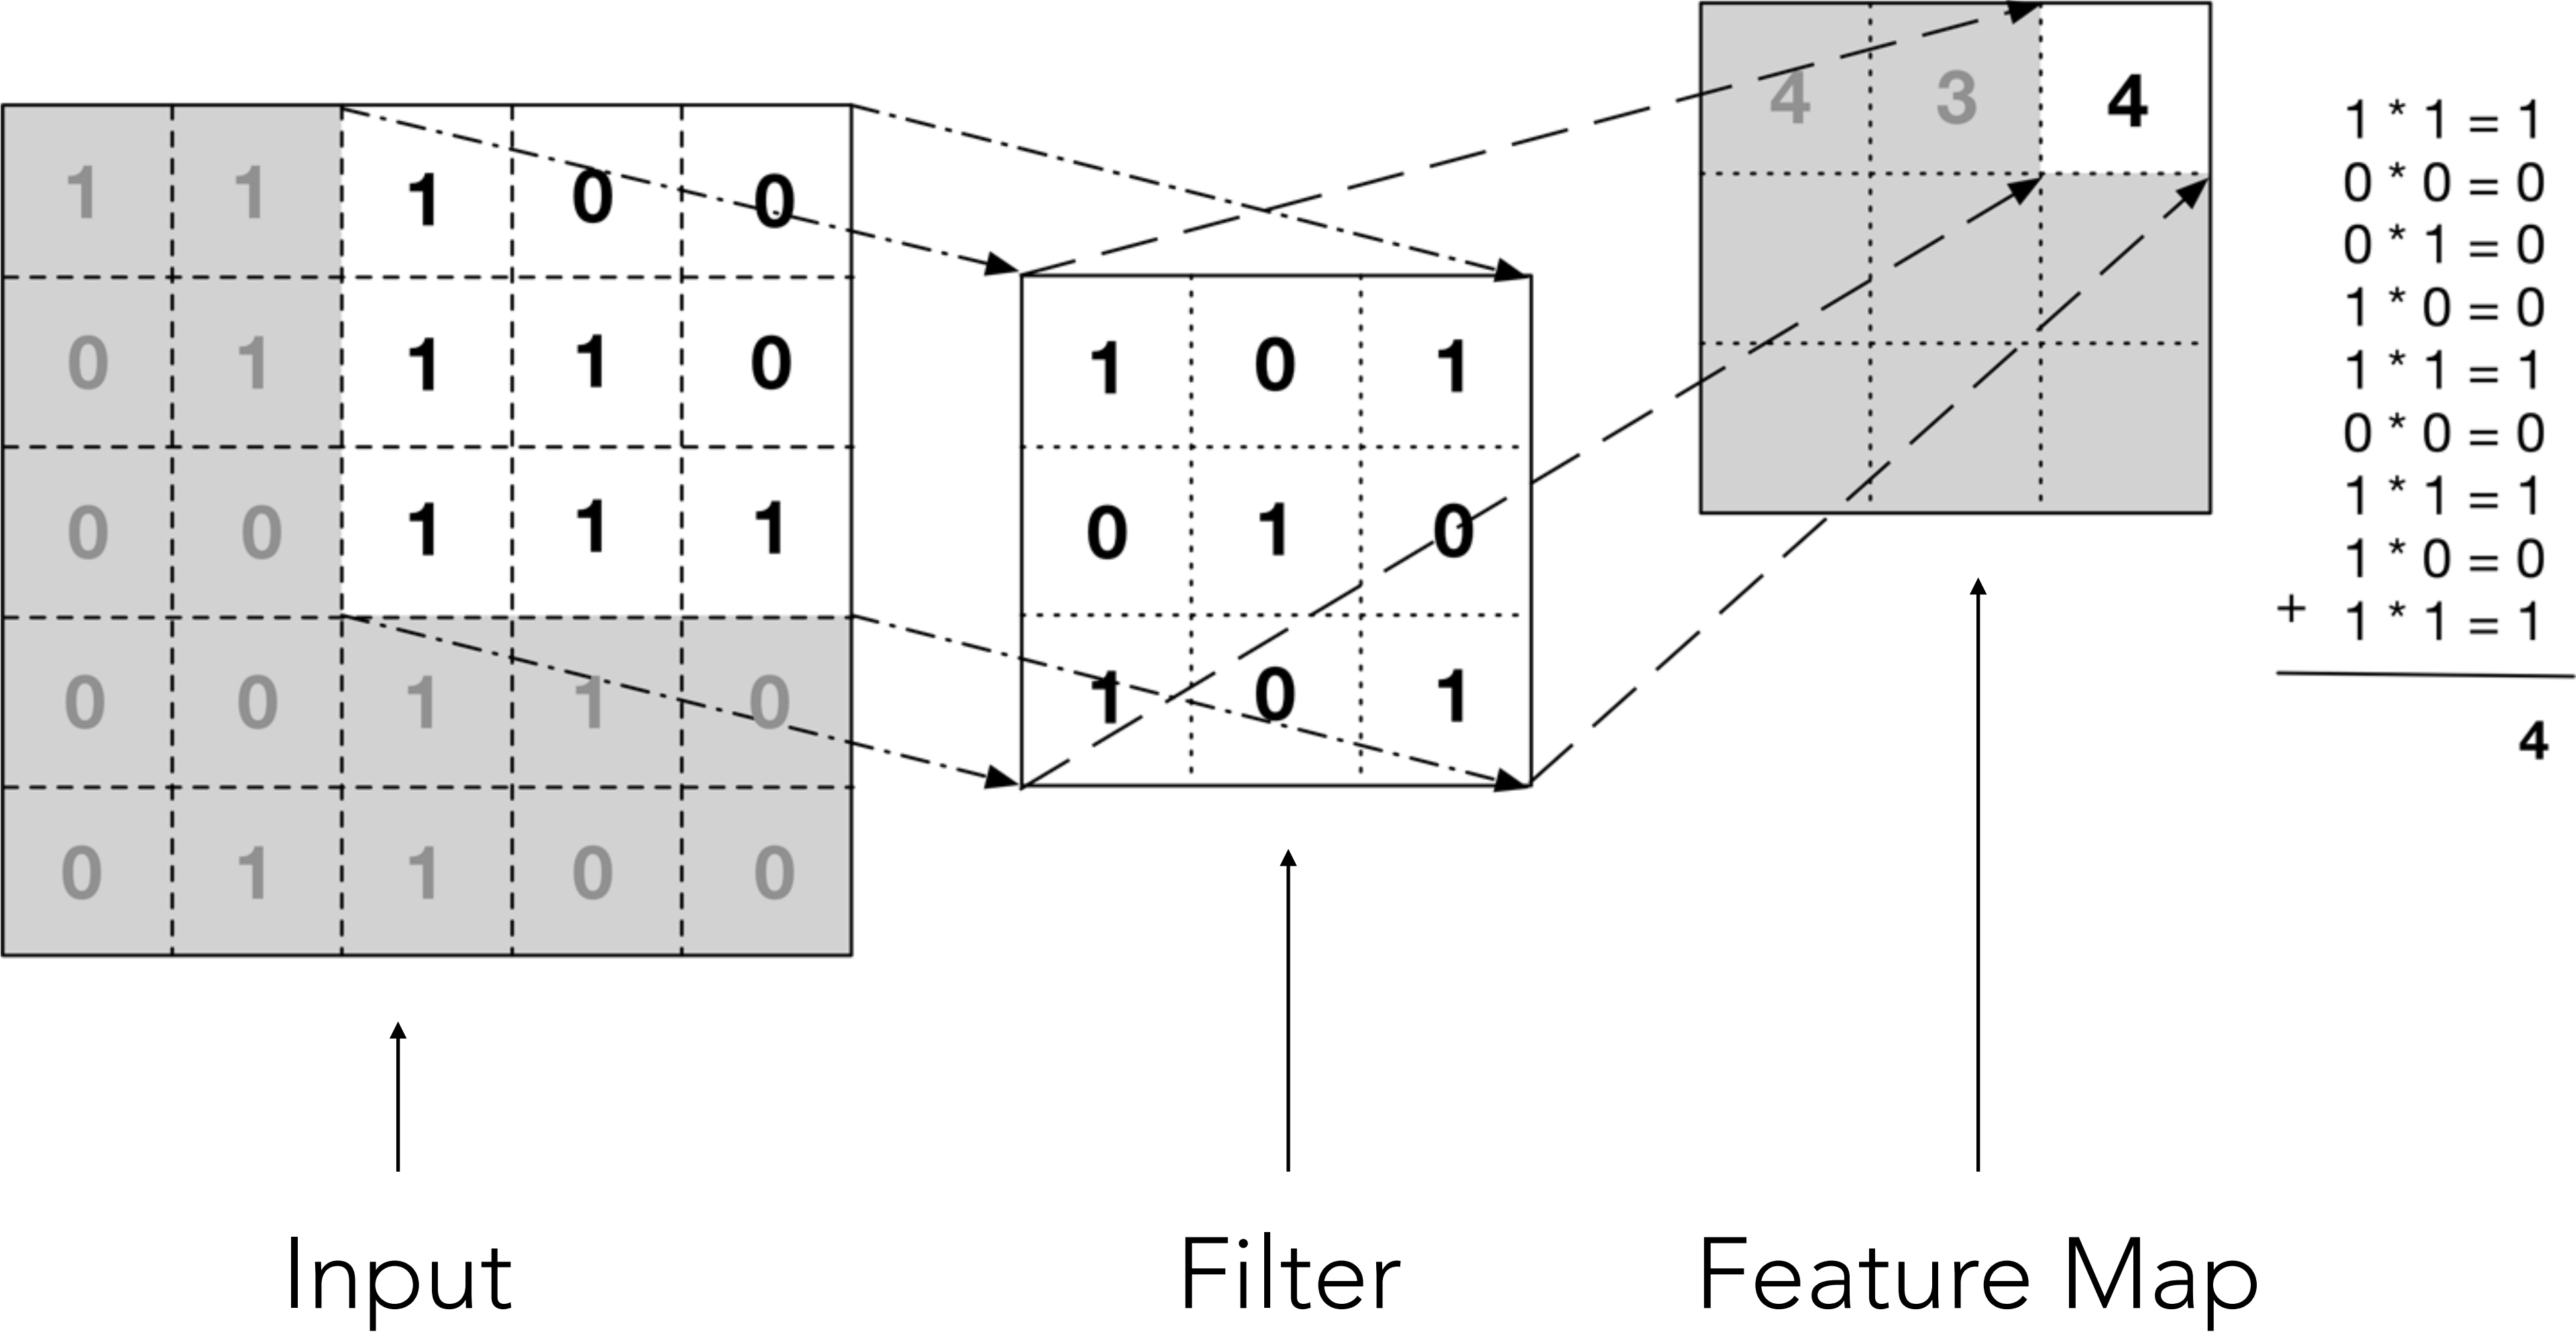 1 1 1 0 0
0 1 1 1 0
0 0 1 1 1
0 0 1 1 0
0 1 1 0 0
Input
1 0 1
0 1 0
1 0 1
Filter
4 3 4
Feature Map
1 * 1 = 1
0 * 0 = 0
0 * 1 = 0
1 * 0 = 0
1 * 1 = 1
0 * 0 = 0
1 * 1 = 1
1 * 0 = 0
+ 1 * 1 = 1
4